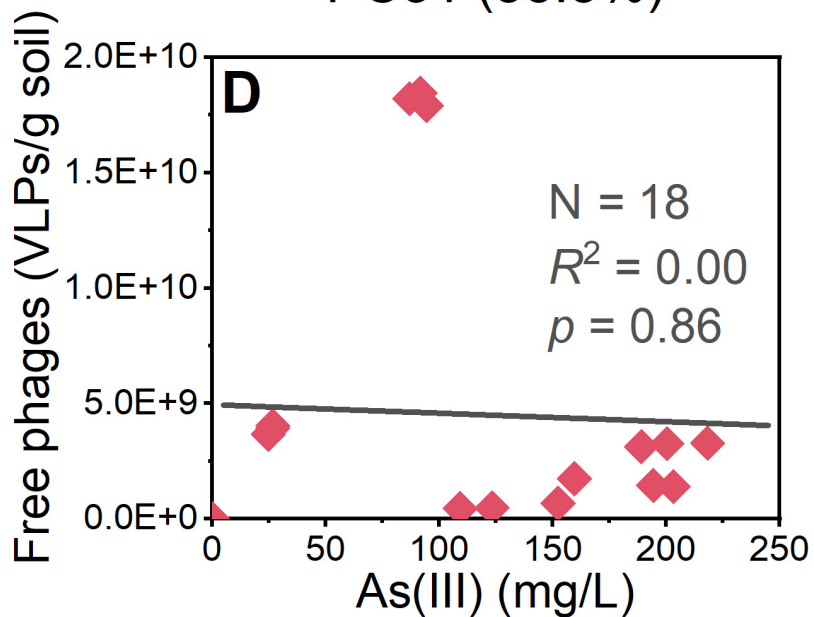 D
Free phages (VLPs/g soil)
2.0E+10
1.5E+10
1.0E+10
5.0E+9
0.0E+0
N = 18
R² = 0.00
p = 0.86
0 50 100 150 200 250
As(III) (mg/L)